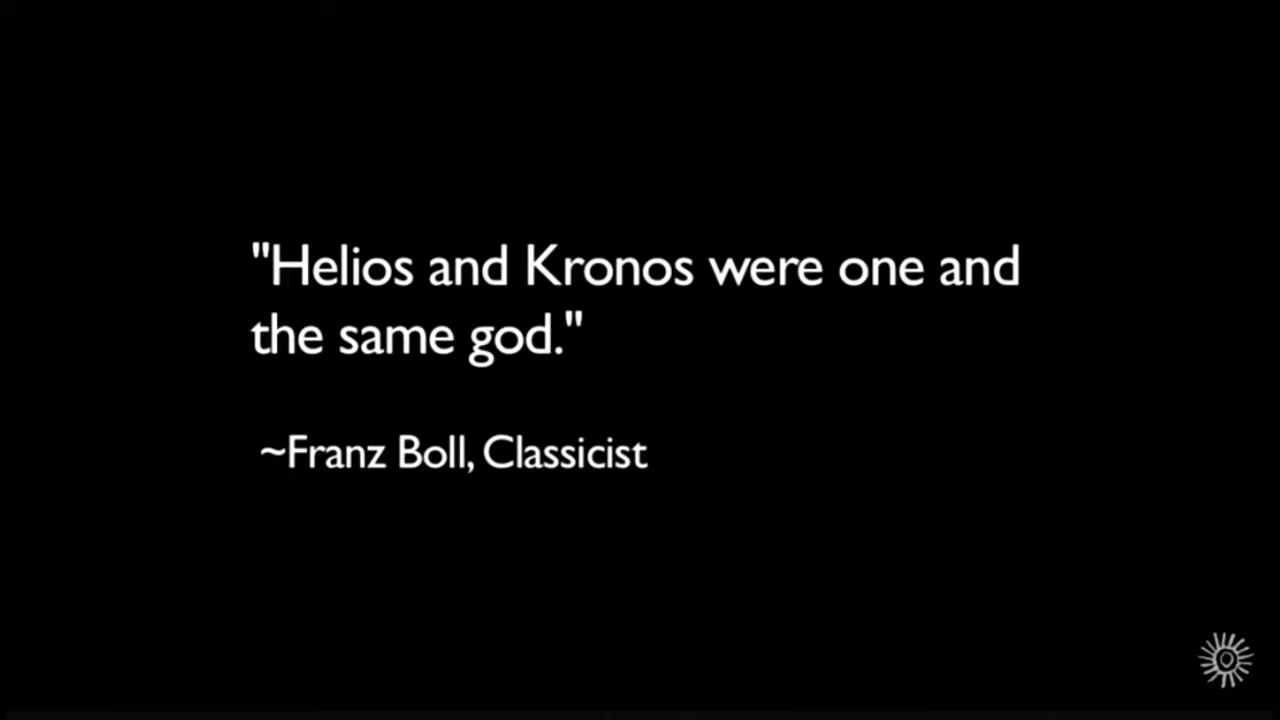 "Helios and Kronos were one and
the same god."
~Franz Boll, Classicist